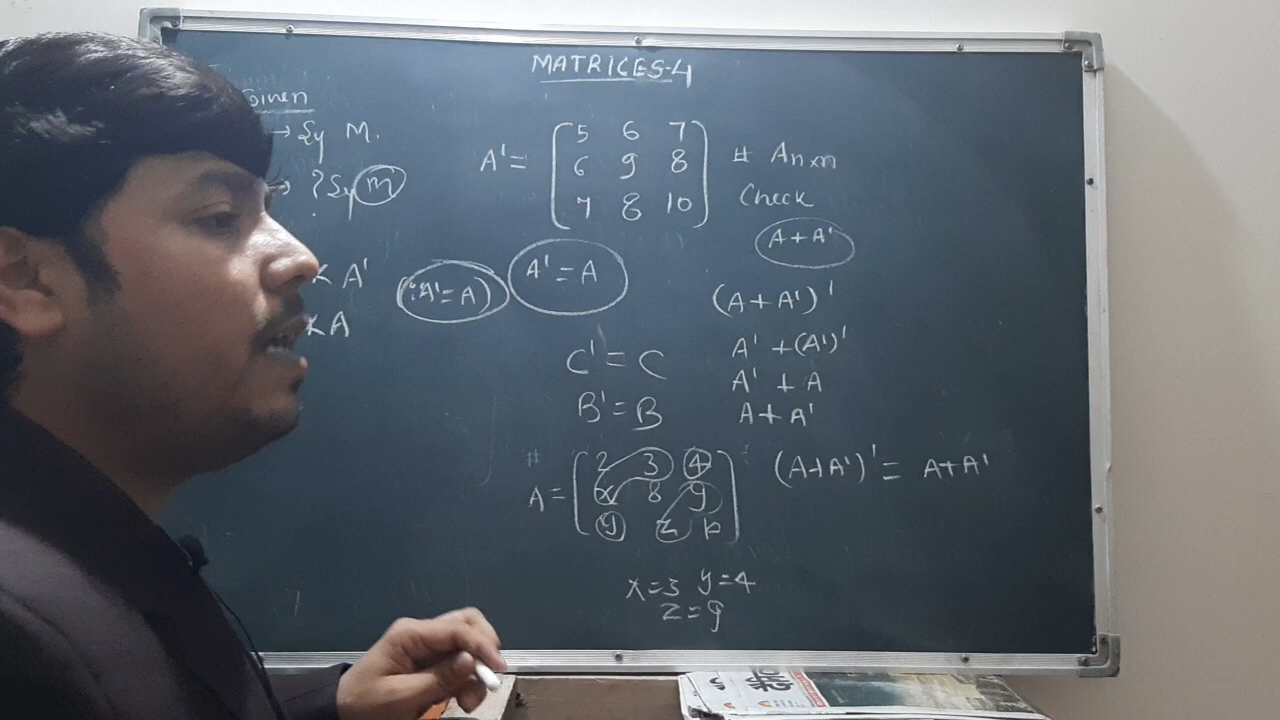 MATRICES-4
Given
→ Sy M.
→ ? Sy M
A'
A
A' = [5 6 7
6 9 8
7 8 10]
(∵ A' = A)
A' = A
C' = C
B' = B
# Anxn
Check
A + A'
(A + A')'
A' + (A')'
A' + A
A + A'
(A + A')' = A + A'
#
A = [2 3 4
x 8 9
y z p]
x=3 y=4
z=9